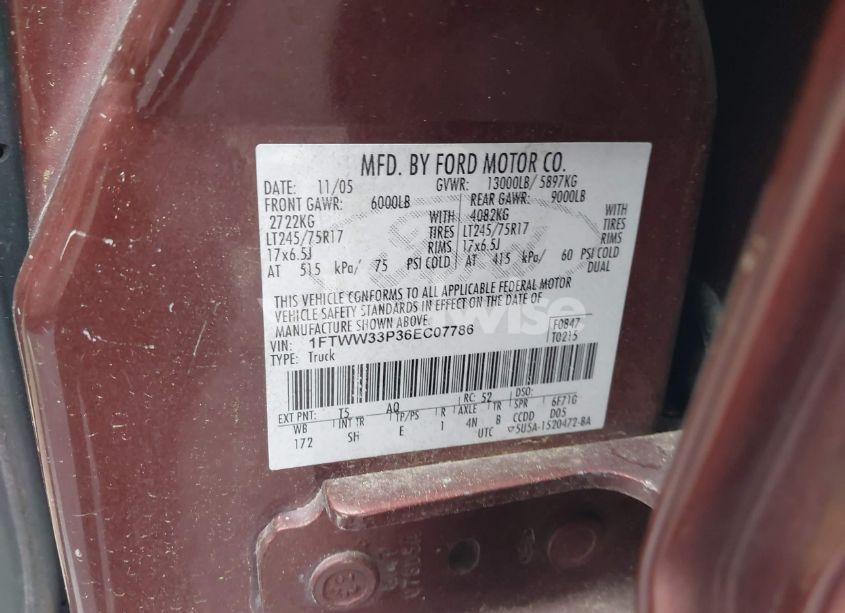 MFD. BY FORD MOTOR CO.
DATE: 11/05 GVWR: 13000LB/ 5897KG
FRONT GAWR: 6000LB REAR GAWR: 9000LB
2722KG WITH 4082KG WITH
LT245/75R17 TIRES LT245/75R17 TIRES
17x6.5J RIMS 17x6.5J RIMS
AT 515 kPa/ 75 PSI COLD AT 415 kPa/ 60 PSI COLD
DUAL
THIS VEHICLE CONFORMS TO ALL APPLICABLE FEDERAL MOTOR
VEHICLE SAFETY STANDARDS IN EFFECT ON THE DATE OF
MANUFACTURE SHOWN ABOVE.
VIN: 1FTWW33P36EC07786
F0847
TYPE: Truck T0215
EXT PNT: T5 AQ RC: 52 DSO:
WB INT TR TP/PS R AXLE TR SPR 6F71G
172 SH E 1 4N B CCDD D05
UTC ▽5U5A-1520472-BA